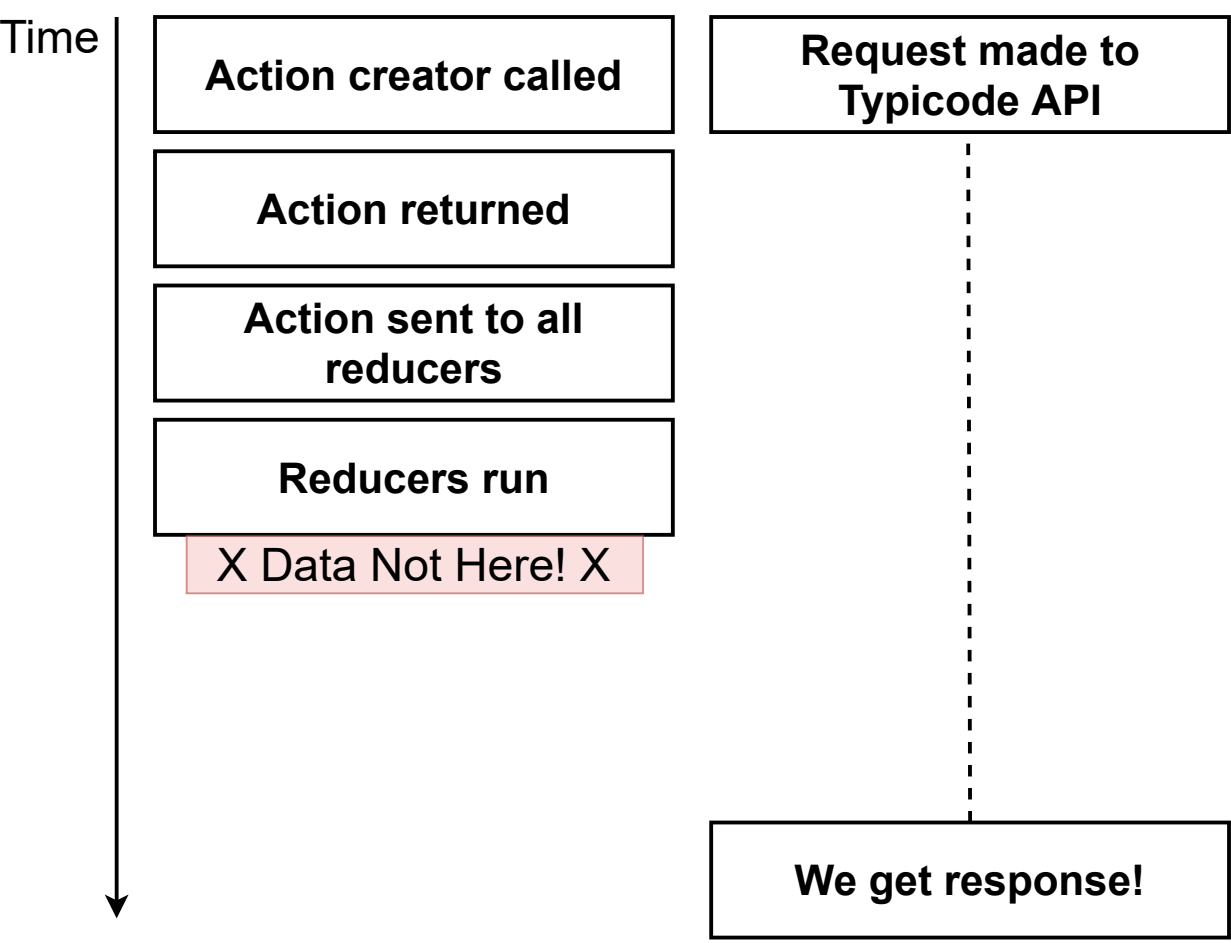 Time
Action creator called
Request made to
Typicode API
Action returned
Action sent to all
reducers
Reducers run
X Data Not Here! X
We get response!